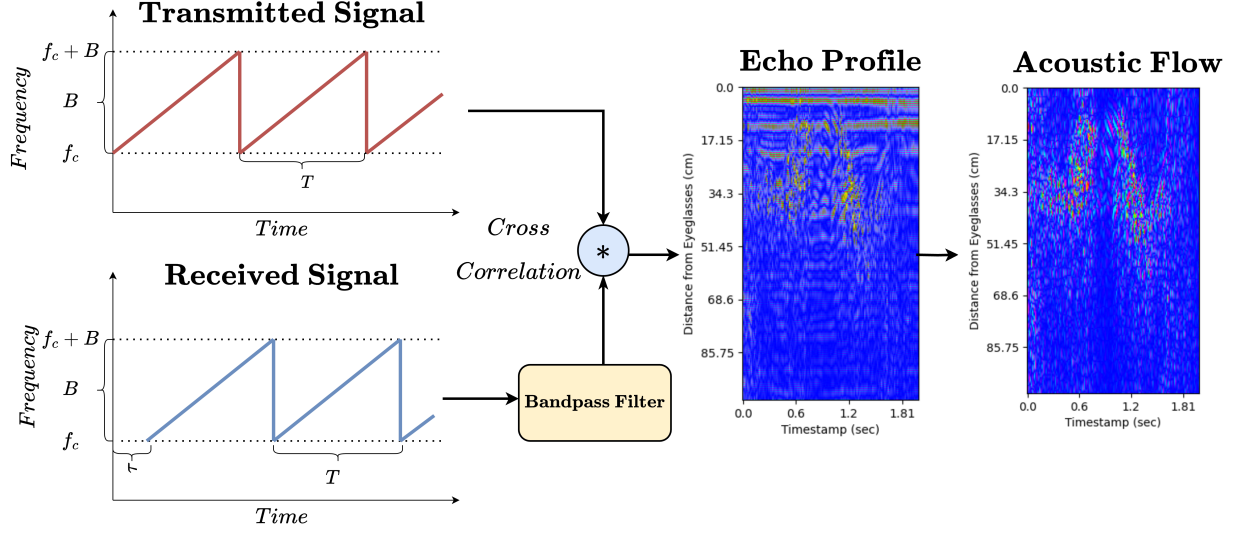 Transmitted Signal
f_c + B
B
f_c
Frequency
T
Time
Received Signal
f_c + B
B
f_c
Frequency
τ
T
Time
Cross
Correlation
*
Bandpass Filter
Echo Profile
0.0
17.15
34.3
51.45
68.6
85.75
Distance from Eyeglasses (cm)
0.0 0.6 1.2 1.81
Timestamp (sec)
Acoustic Flow
0.0
17.15
34.3
51.45
68.6
85.75
Distance from Eyeglasses (cm)
0.0 0.6 1.2 1.81
Timestamp (sec)